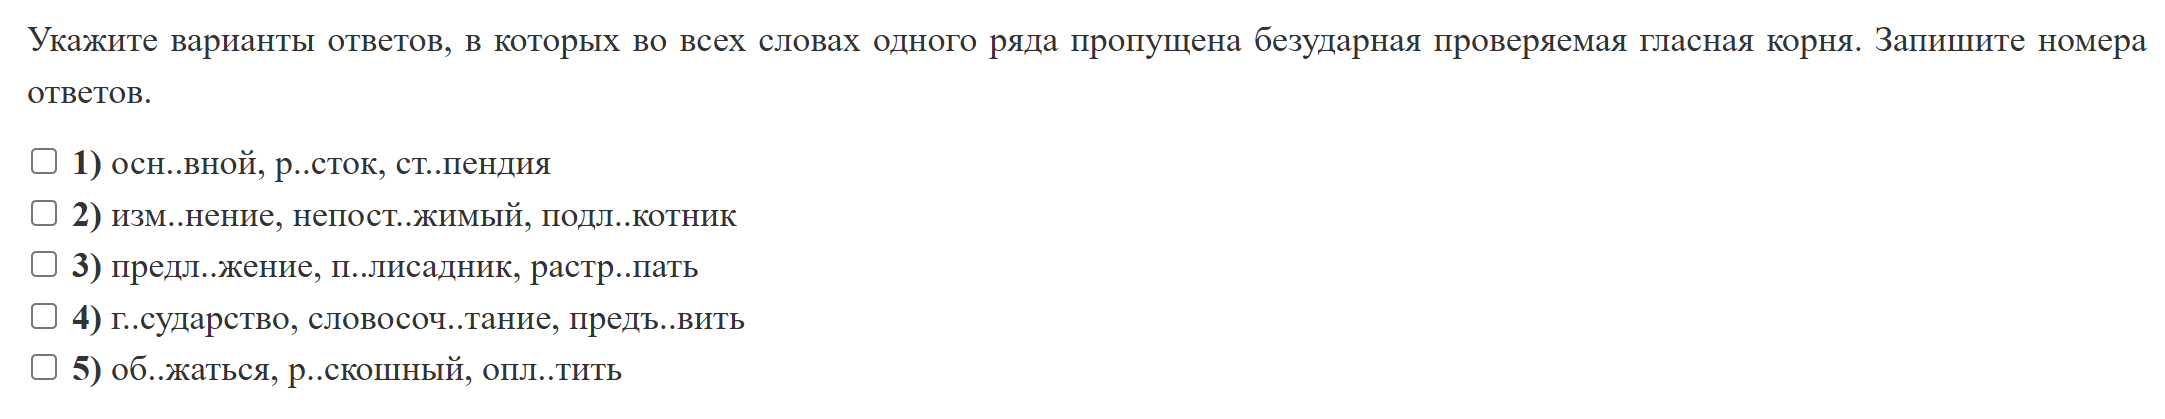 Укажите варианты ответов, в которых во всех словах одного ряда пропущена безударная проверяемая гласная корня. Запишите номера
ответов.
1) осн..вной, р..сток, ст..пендия
2) изм..нение, непост..жимый, подл..котник
3) предл..жение, п..лисадник, растр..пать
4) г..сударство, словосоч..тание, предъ..вить
5) об..жаться, р..скошный, опл..тить